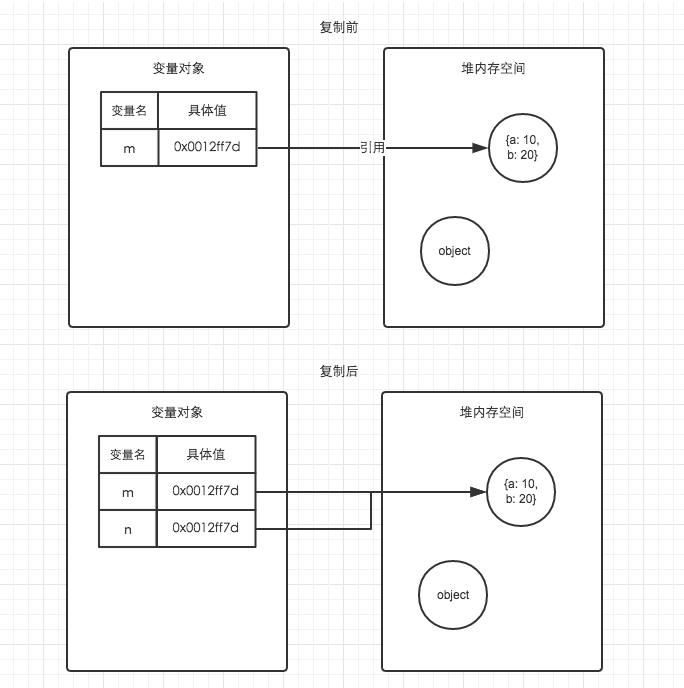 复制前
变量对象
堆内存空间
变量名 具体值
m 0x0012ff7d
引用
{a: 10,
b: 20}
object
复制后
变量对象
堆内存空间
变量名 具体值
m 0x0012ff7d
n 0x0012ff7d
{a: 10,
b: 20}
object